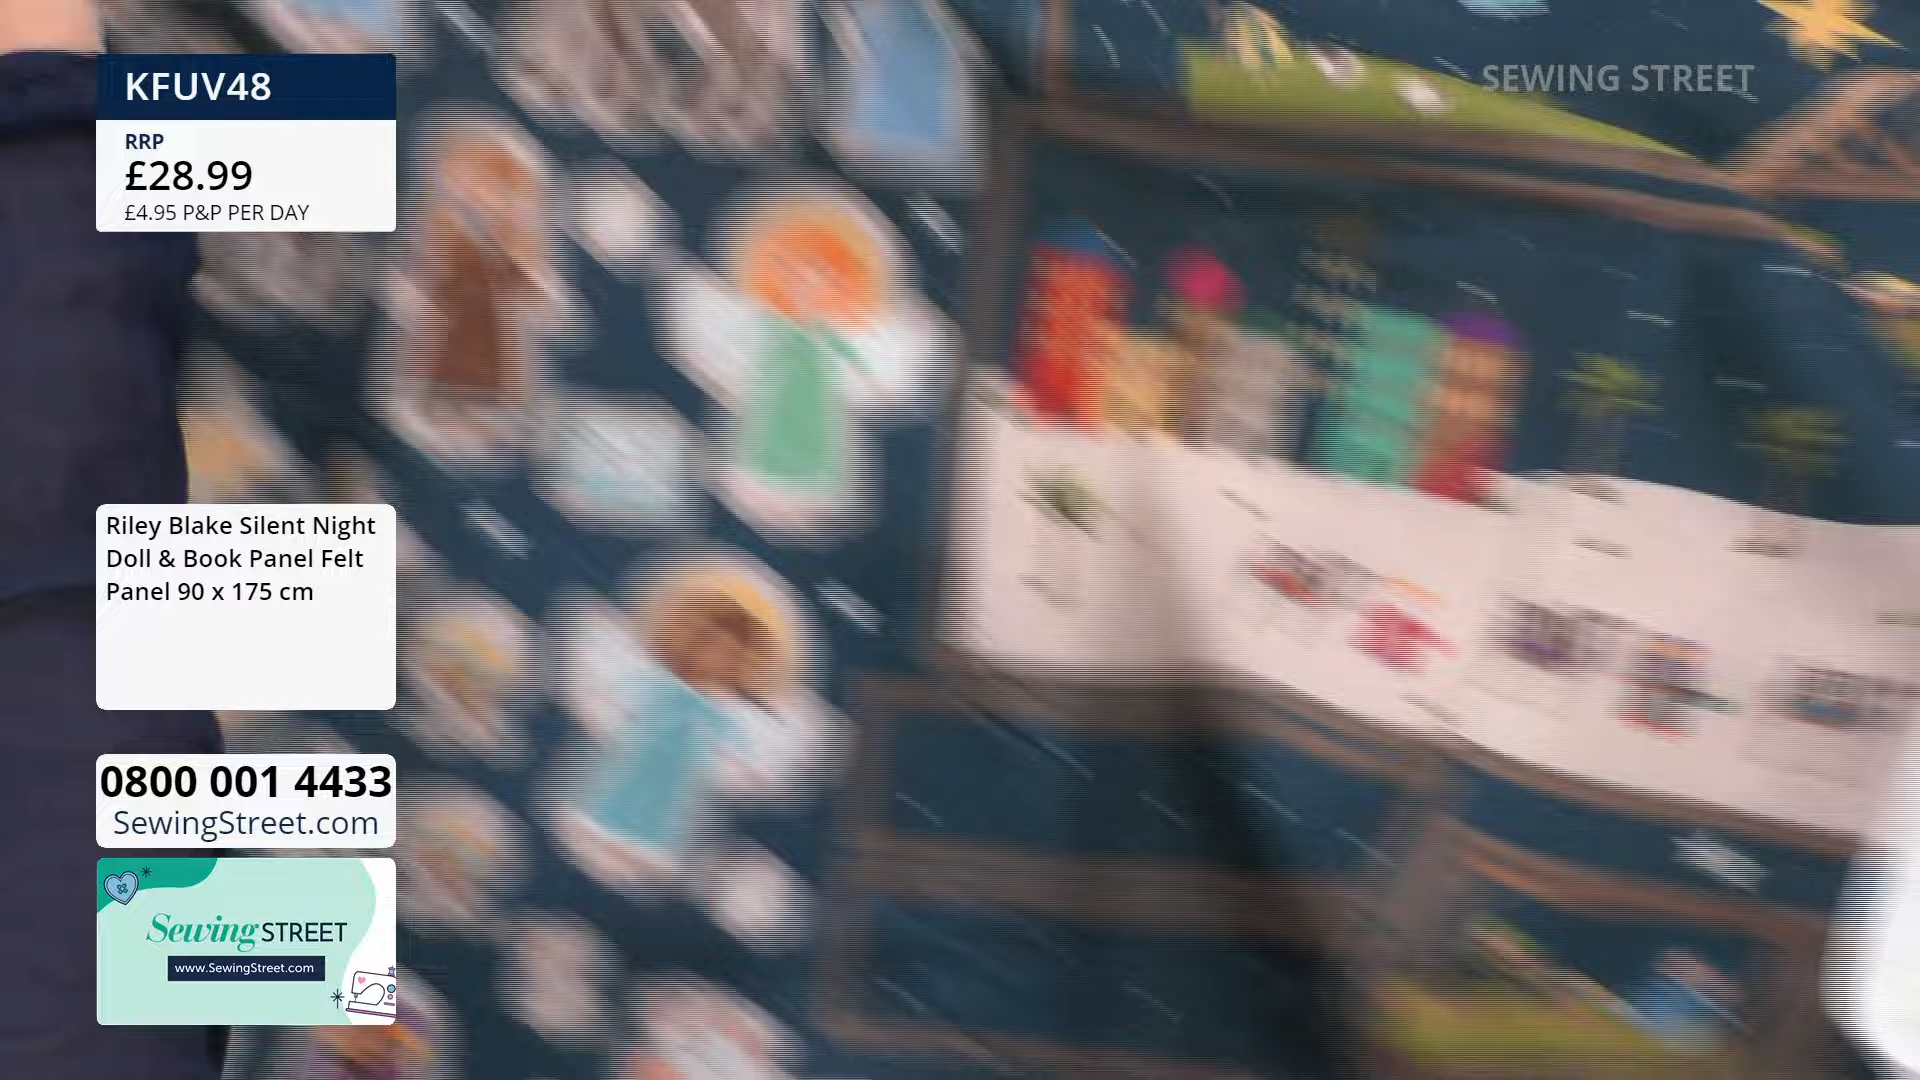 KFUV48
RRP
£28.99
£4.95 P&P PER DAY
SEWING STREET
Riley Blake Silent Night
Doll & Book Panel Felt
Panel 90 x 175 cm
0800 001 4433
SewingStreet.com
Sewing STREET
www.SewingStreet.com